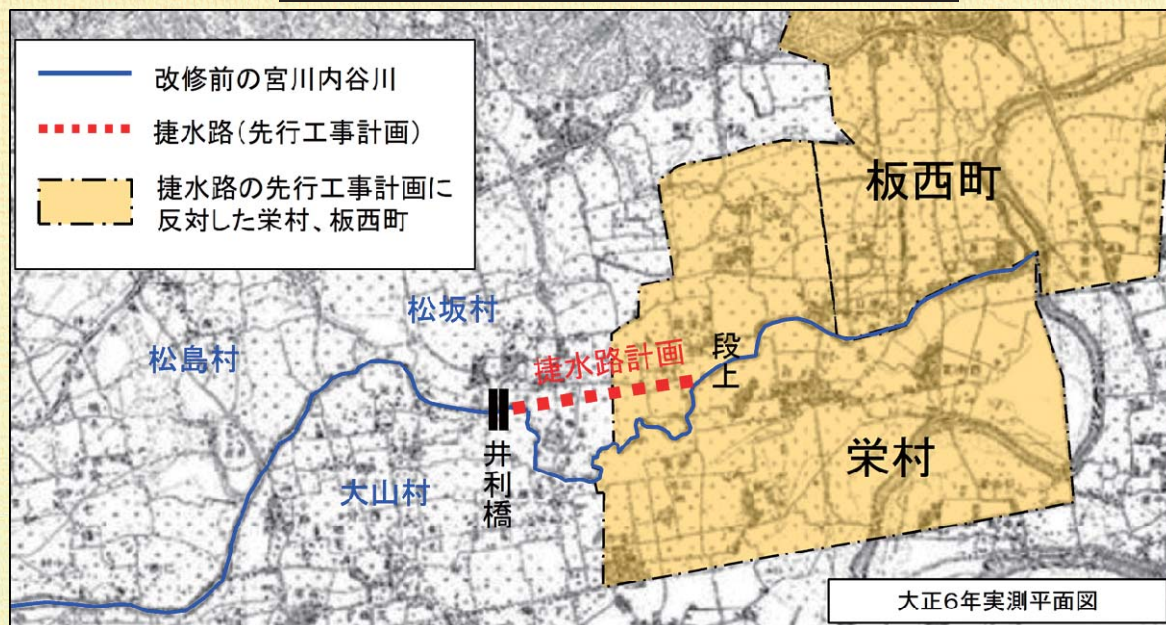 改修前の宮川内谷川
捷水路(先行工事計画)
捷水路の先行工事計画に
反対した栄村、板西町
板西町
松坂村
松島村
捷水路計画
段上
大山村
井利橋
栄村
大正6年実測平面図